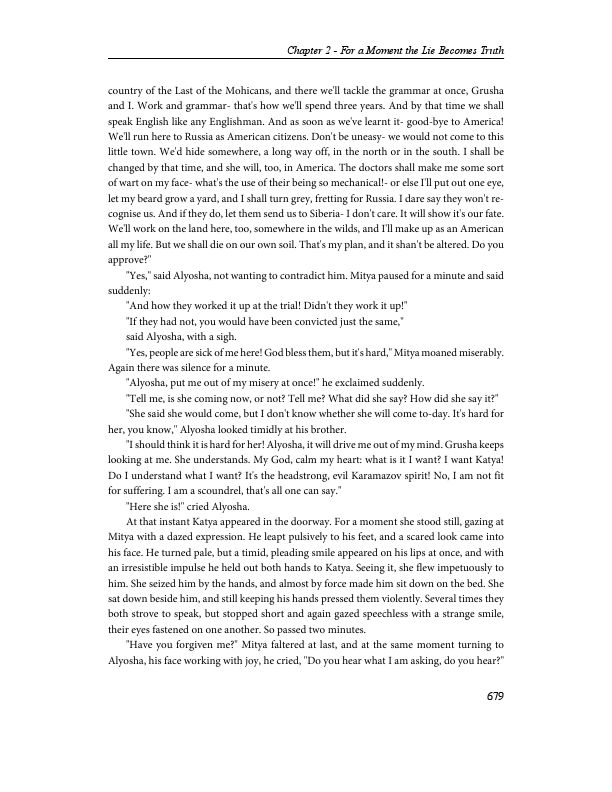 Chapter 2 - For a Moment the Lie Becomes Truth
country of the Last of the Mohicans, and there we'll tackle the grammar at once, Grusha
and I. Work and grammar- that's how we'll spend three years. And by that time we shall
speak English like any Englishman. And as soon as we've learnt it- good-bye to America!
We'll run here to Russia as American citizens. Don't be uneasy- we would not come to this
little town. We'd hide somewhere, a long way off, in the north or in the south. I shall be
changed by that time, and she will, too, in America. The doctors shall make me some sort
of wart on my face- what's the use of their being so mechanical!- or else I'll put out one eye,
let my beard grow a yard, and I shall turn grey, fretting for Russia. I dare say they won't re-
cognise us. And if they do, let them send us to Siberia- I don't care. It will show it's our fate.
We'll work on the land here, too, somewhere in the wilds, and I'll make up as an American
all my life. But we shall die on our own soil. That's my plan, and it shan't be altered. Do you
approve?"
"Yes," said Alyosha, not wanting to contradict him. Mitya paused for a minute and said
suddenly:
"And how they worked it up at the trial! Didn't they work it up!"
"If they had not, you would have been convicted just the same,"
said Alyosha, with a sigh.
"Yes, people are sick of me here! God bless them, but it's hard," Mitya moaned miserably.
Again there was silence for a minute.
"Alyosha, put me out of my misery at once!" he exclaimed suddenly.
"Tell me, is she coming now, or not? Tell me? What did she say? How did she say it?"
"She said she would come, but I don't know whether she will come to-day. It's hard for
her, you know," Alyosha looked timidly at his brother.
"I should think it is hard for her! Alyosha, it will drive me out of my mind. Grusha keeps
looking at me. She understands. My God, calm my heart: what is it I want? I want Katya!
Do I understand what I want? It's the headstrong, evil Karamazov spirit! No, I am not fit
for suffering. I am a scoundrel, that's all one can say."
"Here she is!" cried Alyosha.
At that instant Katya appeared in the doorway. For a moment she stood still, gazing at
Mitya with a dazed expression. He leapt pulsively to his feet, and a scared look came into
his face. He turned pale, but a timid, pleading smile appeared on his lips at once, and with
an irresistible impulse he held out both hands to Katya. Seeing it, she flew impetuously to
him. She seized him by the hands, and almost by force made him sit down on the bed. She
sat down beside him, and still keeping his hands pressed them violently. Several times they
both strove to speak, but stopped short and again gazed speechless with a strange smile,
their eyes fastened on one another. So passed two minutes.
"Have you forgiven me?" Mitya faltered at last, and at the same moment turning to
Alyosha, his face working with joy, he cried, "Do you hear what I am asking, do you hear?"
679